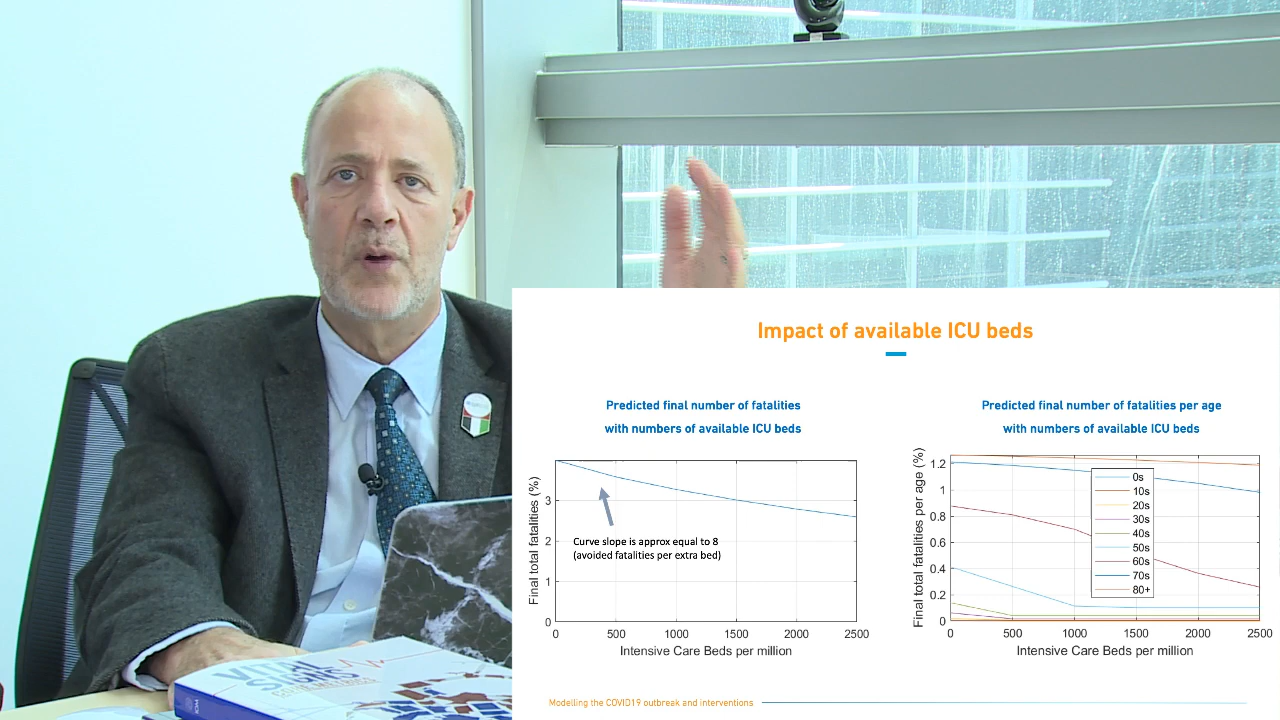 Impact of available ICU beds
Predicted final number of fatalities
with numbers of available ICU beds
Final total fatalities (%)
3
2
1
0
Curve slope is approx equal to 8
(avoided fatalities per extra bed)
0 500 1000 1500 2000 2500
Intensive Care Beds per million
Predicted final number of fatalities per age
with numbers of available ICU beds
Final total fatalities per age (%)
1.2
1
0.8
0.6
0.4
0.2
0
0s
10s
20s
30s
40s
50s
60s
70s
80+
0 500 1000 1500 2000 2500
Intensive Care Beds per million
VITAL
SIGNS
Modelling the COVID19 outbreak and interventions